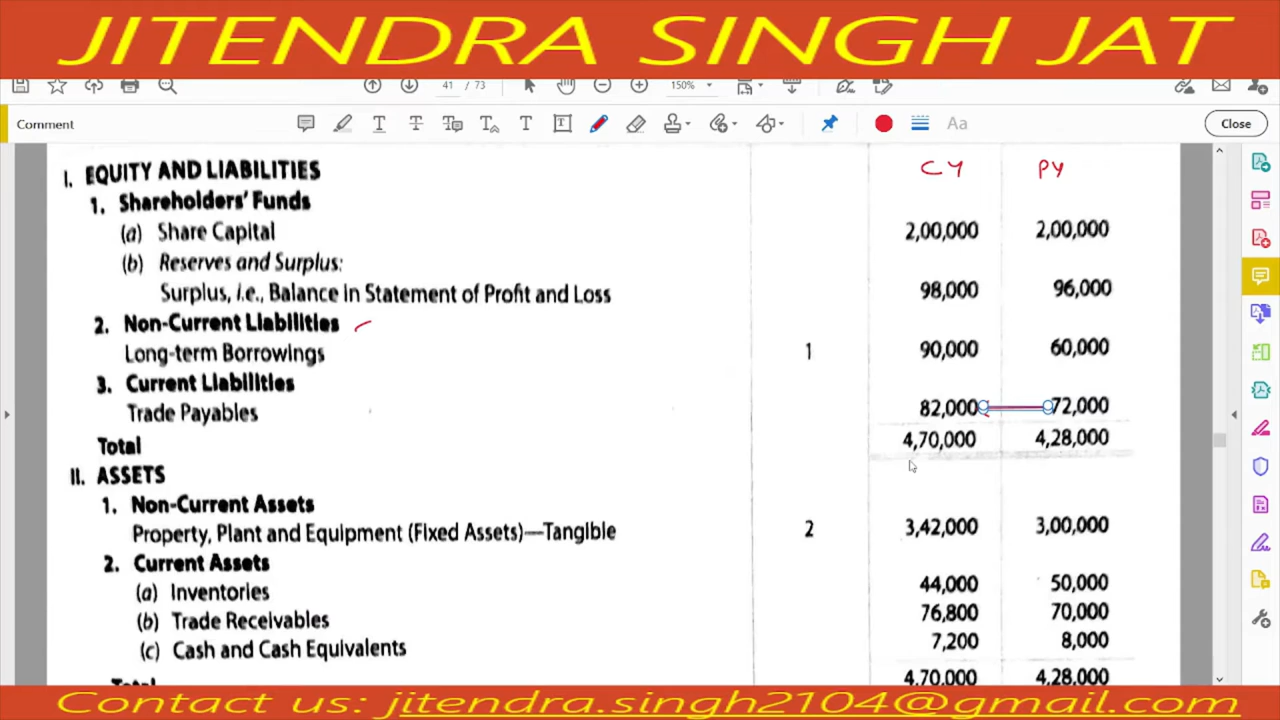 JITENDRA SINGH JAT
41 / 73
150%
Comment
Aa
Close
CY PY
I. EQUITY AND LIABILITIES
1. Shareholders' Funds
(a) Share Capital 2,00,000 2,00,000
(b) Reserves and Surplus:
Surplus, i.e., Balance in Statement of Profit and Loss 98,000 96,000
2. Non-Current Liabilities
Long-term Borrowings 1 90,000 60,000
3. Current Liabilities
Trade Payables 82,000 72,000
Total 4,70,000 4,28,000
II. ASSETS
1. Non-Current Assets
Property, Plant and Equipment (Fixed Assets)—Tangible 2 3,42,000 3,00,000
2. Current Assets
(a) Inventories 44,000 50,000
(b) Trade Receivables 76,800 70,000
(c) Cash and Cash Equivalents 7,200 8,000
Total 4,70,000 4,28,000
Contact us: jitendra.singh2104@gmail.com